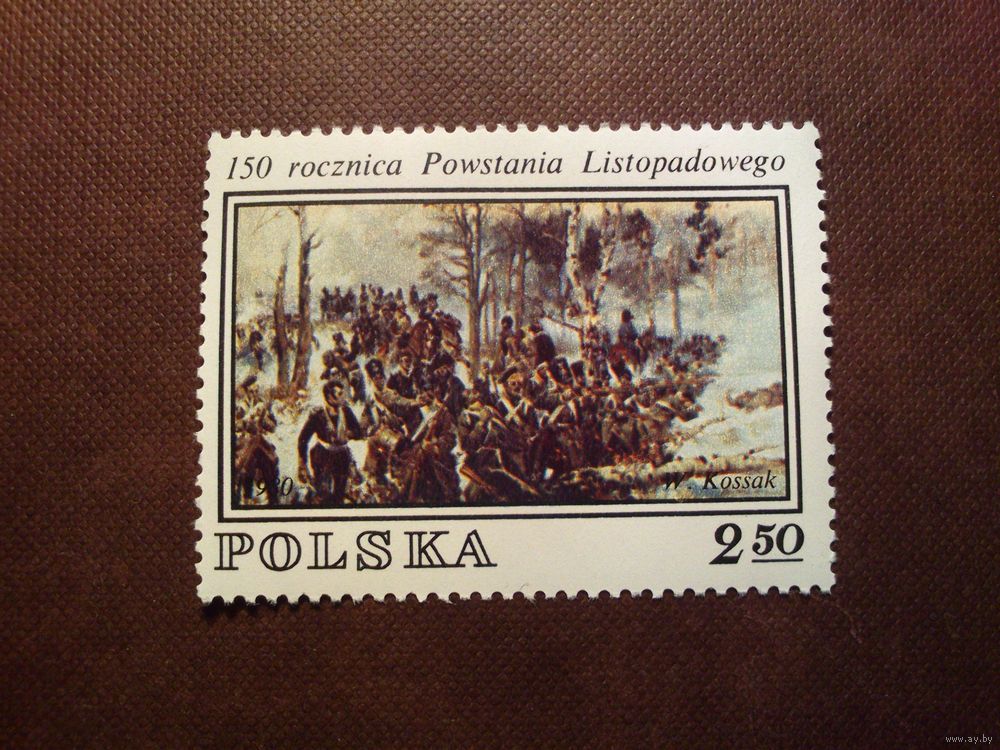 150 rocznica Powstania Listopadowego
1980
W. Kossak
POLSKA
2 50
www.ay.by